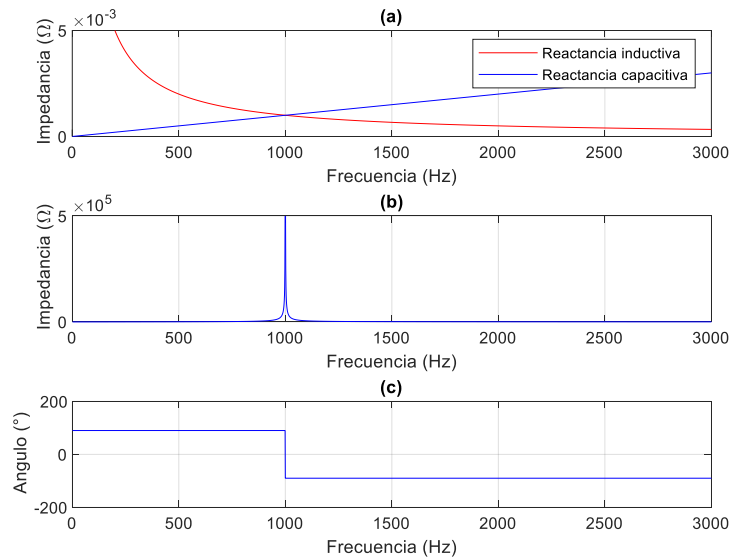 (a)
×10⁻³
5
0
Impedancia (Ω)
Reactancia inductiva
Reactancia capacitiva
0 500 1000 1500 2000 2500 3000
Frecuencia (Hz)
(b)
×10⁵
5
0
Impedancia (Ω)
0 500 1000 1500 2000 2500 3000
Frecuencia (Hz)
(c)
200
0
-200
Angulo (°)
0 500 1000 1500 2000 2500 3000
Frecuencia (Hz)